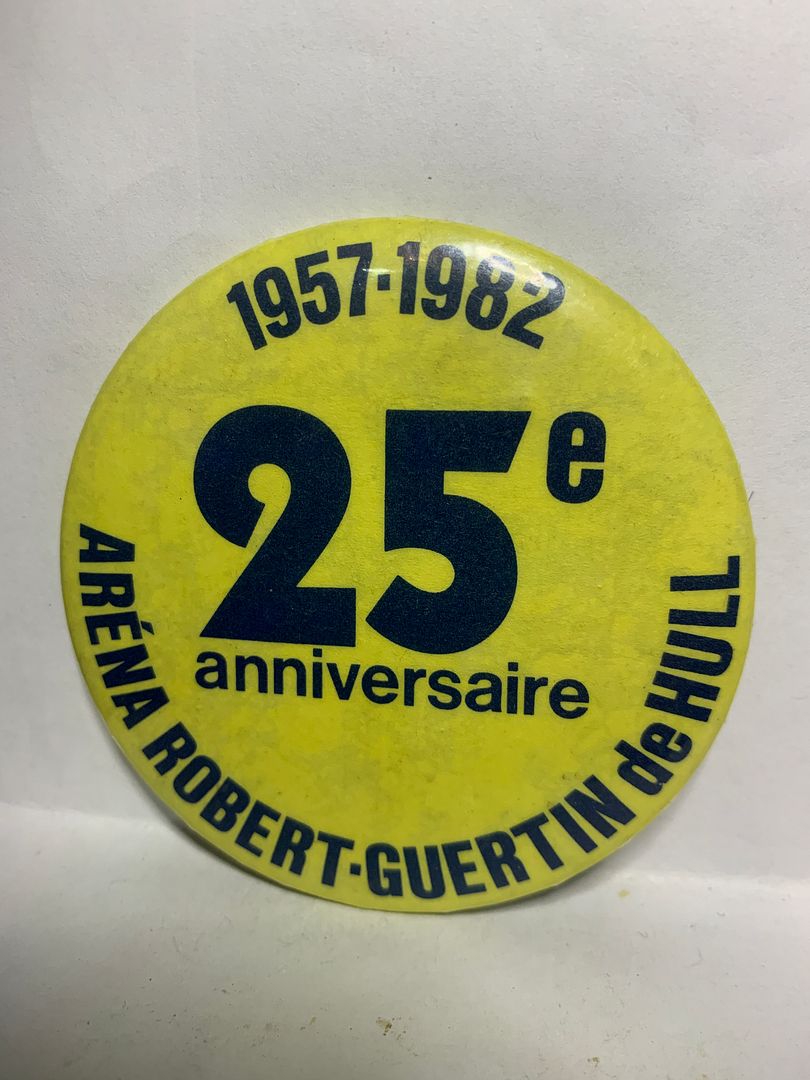 1957·1982
25e
anniversaire
ARÉNA ROBERT-GUERTIN de HULL